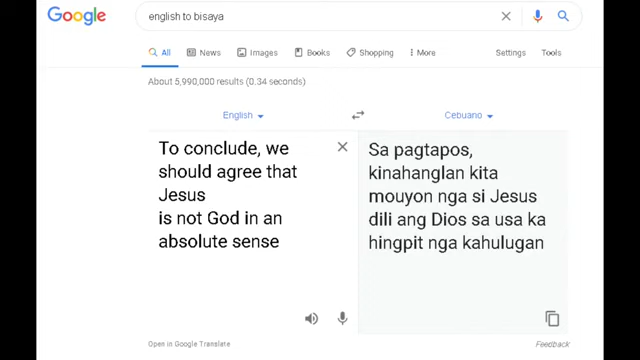 Google
english to bisaya
All News Images Books Shopping More Settings Tools
About 5,990,000 results (0.34 seconds)
English Cebuano
To conclude, we
should agree that
Jesus
is not God in an
absolute sense
Sa pagtapos,
kinahanglan kita
mouyon nga si Jesus
dili ang Dios sa usa ka
hingpit nga kahulugan
Open in Google Translate Feedback